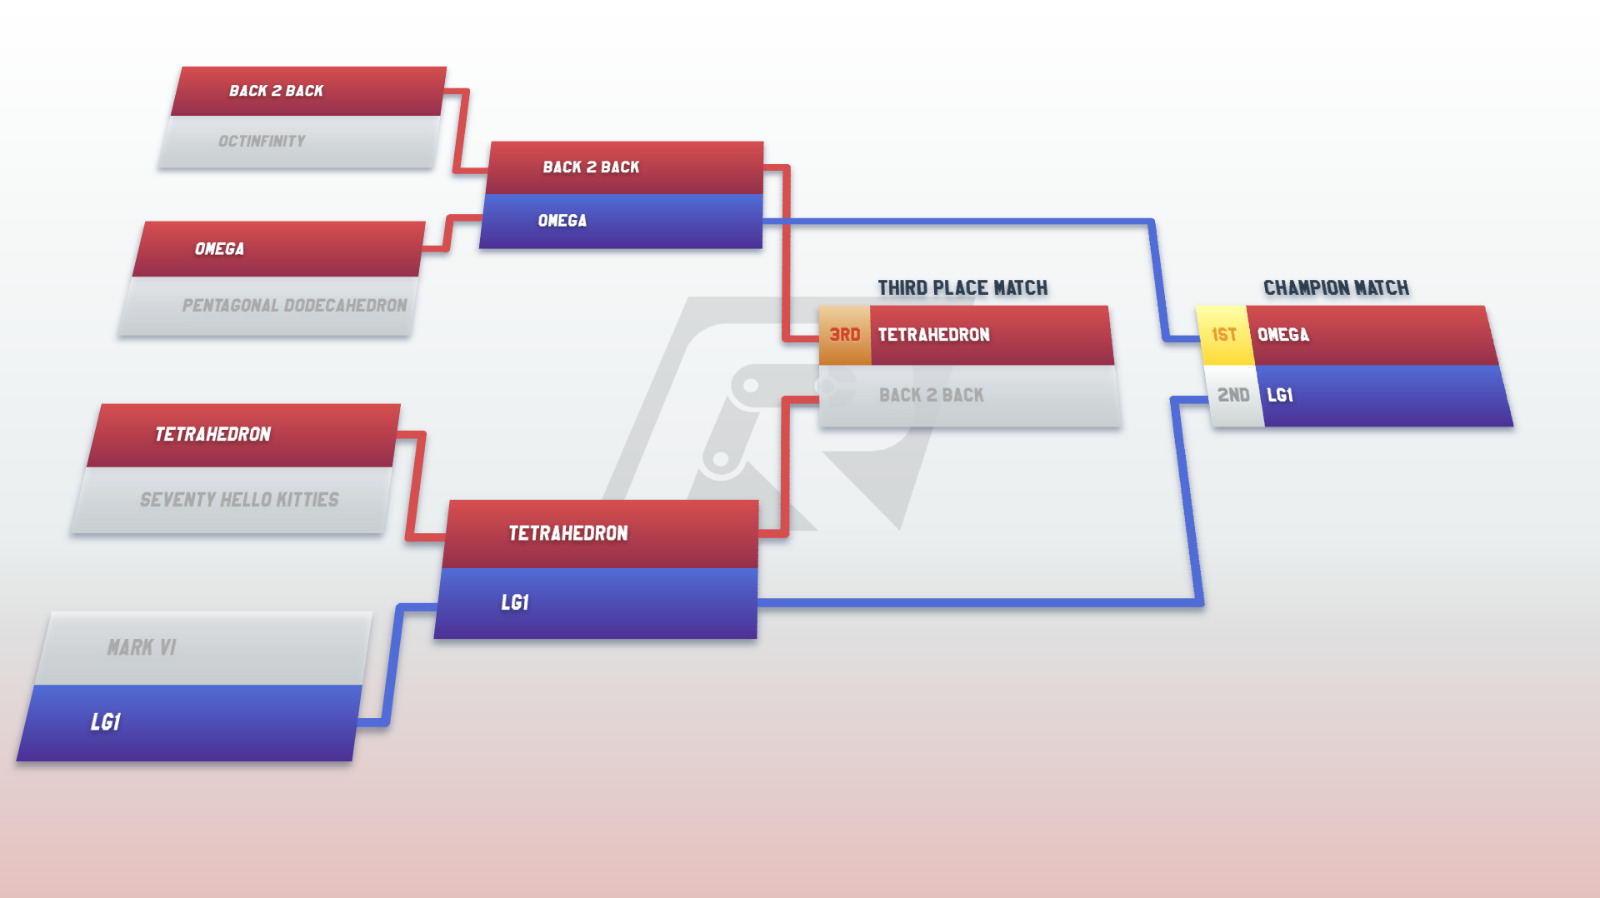 BACK 2 BACK
OCTINFINITY
OMEGA
PENTAGONAL DODECAHEDRON
TETRAHEDRON
SEVENTY HELLO KITTIES
MARK VI
LG1
BACK 2 BACK
OMEGA
TETRAHEDRON
LG1
THIRD PLACE MATCH
3RD TETRAHEDRON
BACK 2 BACK
CHAMPION MATCH
1ST OMEGA
2ND LG1